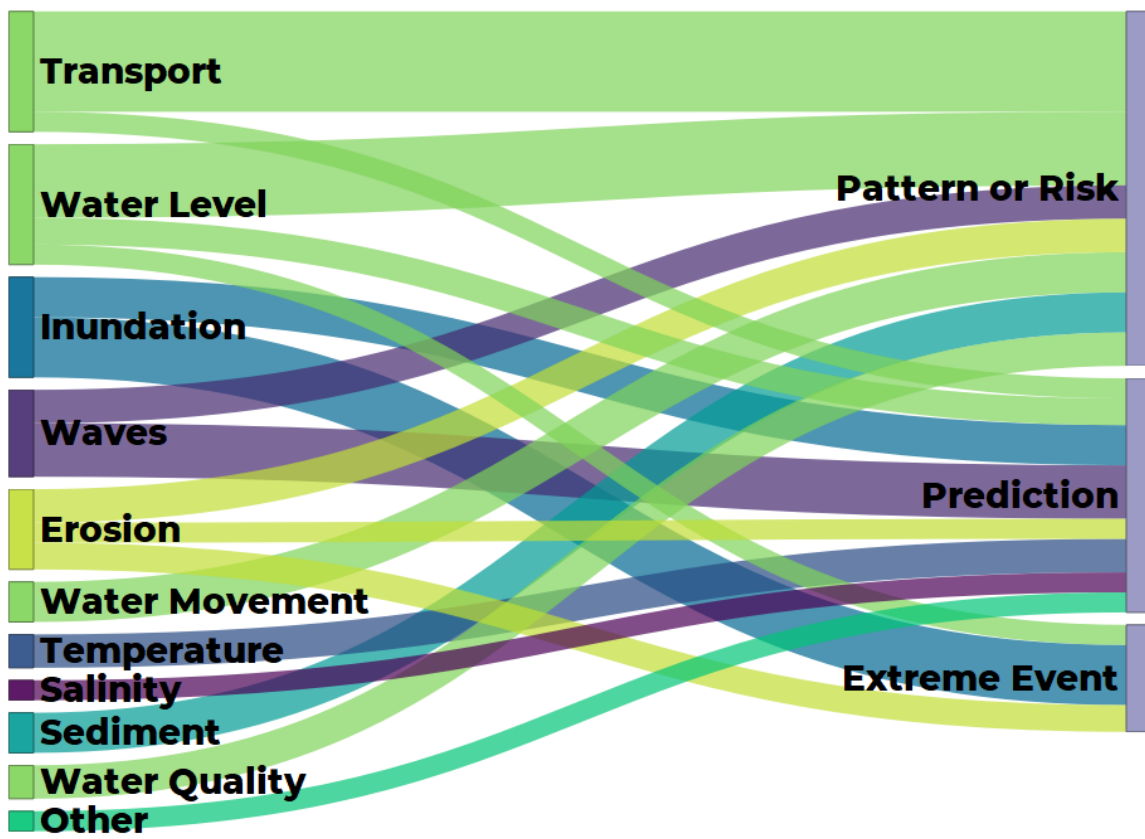 Transport
Water Level
Inundation
Waves
Erosion
Water Movement
Temperature
Salinity
Sediment
Water Quality
Other
Pattern or Risk
Prediction
Extreme Event